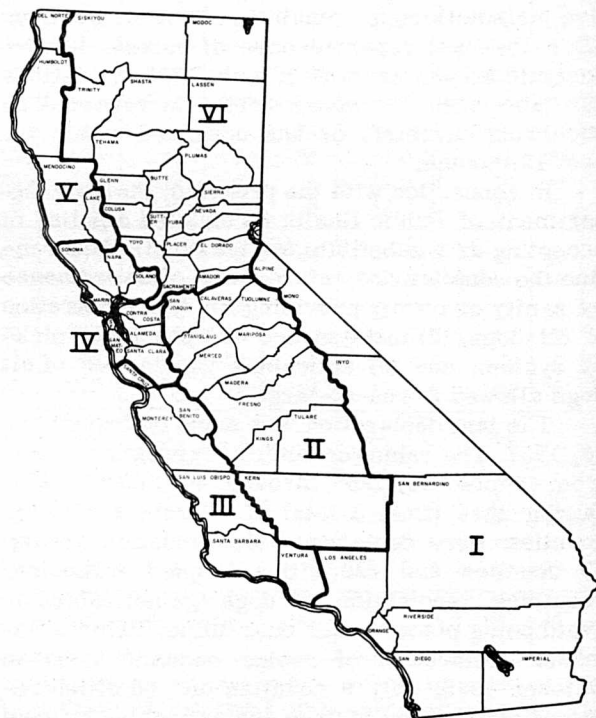 DEL NORTE SISKIYOU MODOC
HUMBOLDT
TRINITY SHASTA LASSEN
VI
TEHAMA
PLUMAS
MENDOCINO
GLENN BUTTE
V
LAKE COLUSA
SIERRA
NEVADA
YUBA
PLACER
YOLO
EL DORADO
SONOMA NAPA
SOLANO
SACRAMENTO
AMADOR
ALPINE
MARIN
CONTRA COSTA
SAN JOAQUIN
CALAVERAS
TUOLUMNE
MONO
IV
ALAMEDA
STANISLAUS
MARIPOSA
SANTA CLARA
MERCED
SANTA CRUZ
MADERA
INYO
FRESNO
MONTEREY
SAN BENITO
TULARE
KINGS
II
SAN LUIS OBISPO KERN
SAN BERNARDINO
III
I
SANTA BARBARA
VENTURA
LOS ANGELES
RIVERSIDE
ORANGE
SAN DIEGO IMPERIAL